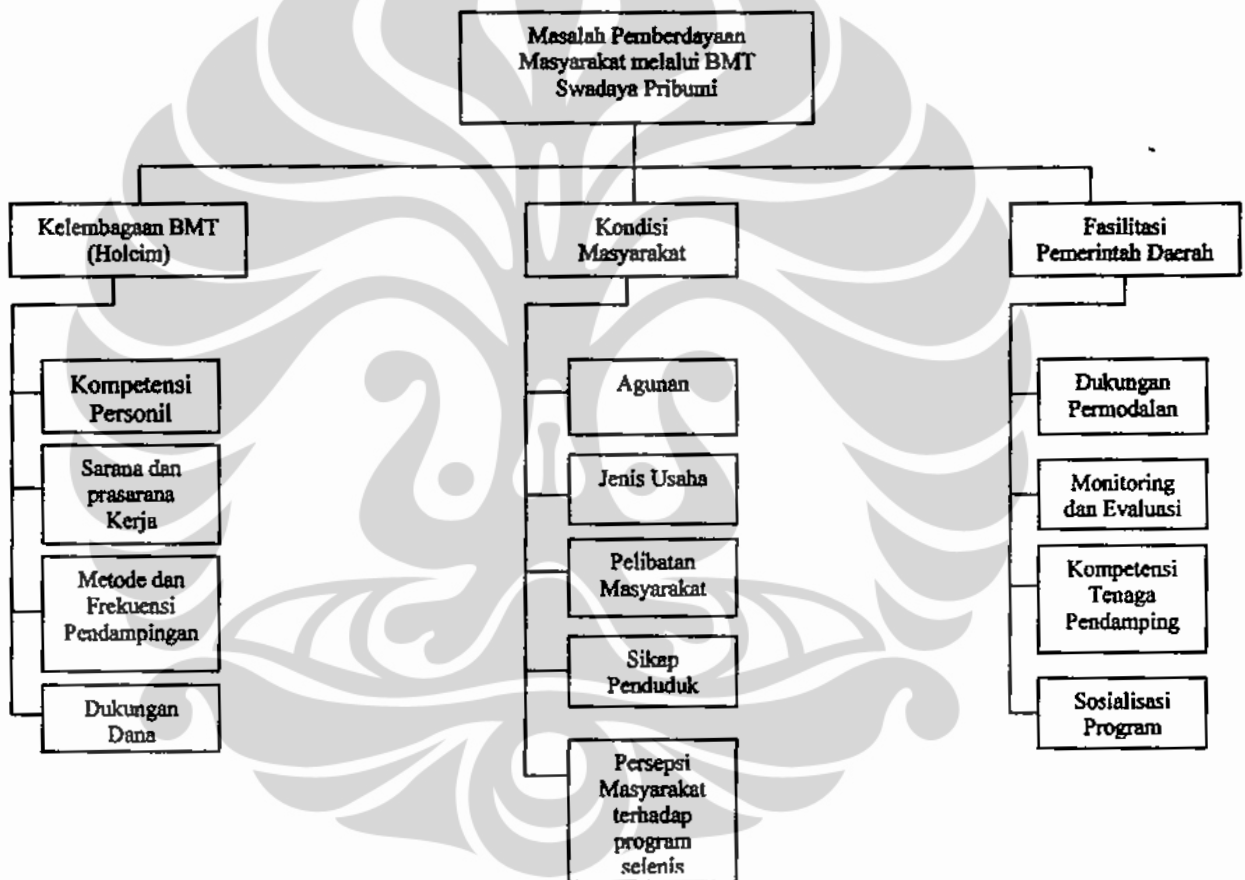 Masalah Pemberdayaan
Masyarakat melalui BMT
Swadaya Pribumi
Kelembagaan BMT
(Holcim)
Kondisi
Masyarakat
Fasilitasi
Pemerintah Daerah
Kompetensi
Personil
Sarana dan
prasarana
Kerja
Metode dan
Frekuensi
Pendampingan
Dukungan
Dana
Agunan
Jenis Usaha
Pelibatan
Masyarakat
Sikap
Penduduk
Persepsi
Masyarakat
terhadap
program
sejenis
Dukungan
Permodalan
Monitoring
dan Evaluasi
Kompetensi
Tenaga
Pendamping
Sosialisasi
Program